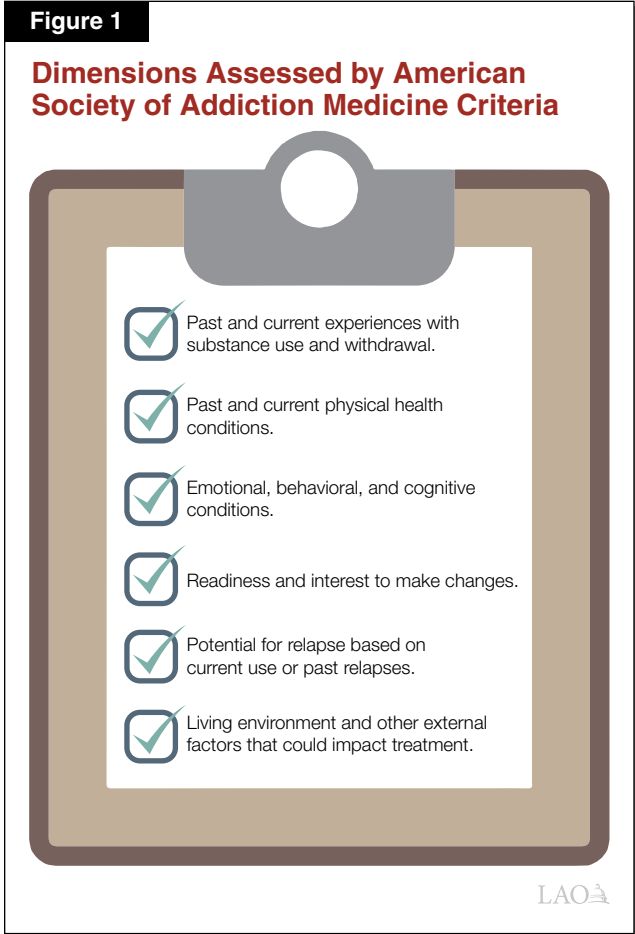 Figure 1
Dimensions Assessed by American
Society of Addiction Medicine Criteria
Past and current experiences with
substance use and withdrawal.
Past and current physical health
conditions.
Emotional, behavioral, and cognitive
conditions.
Readiness and interest to make changes.
Potential for relapse based on
current use or past relapses.
Living environment and other external
factors that could impact treatment.
LAO